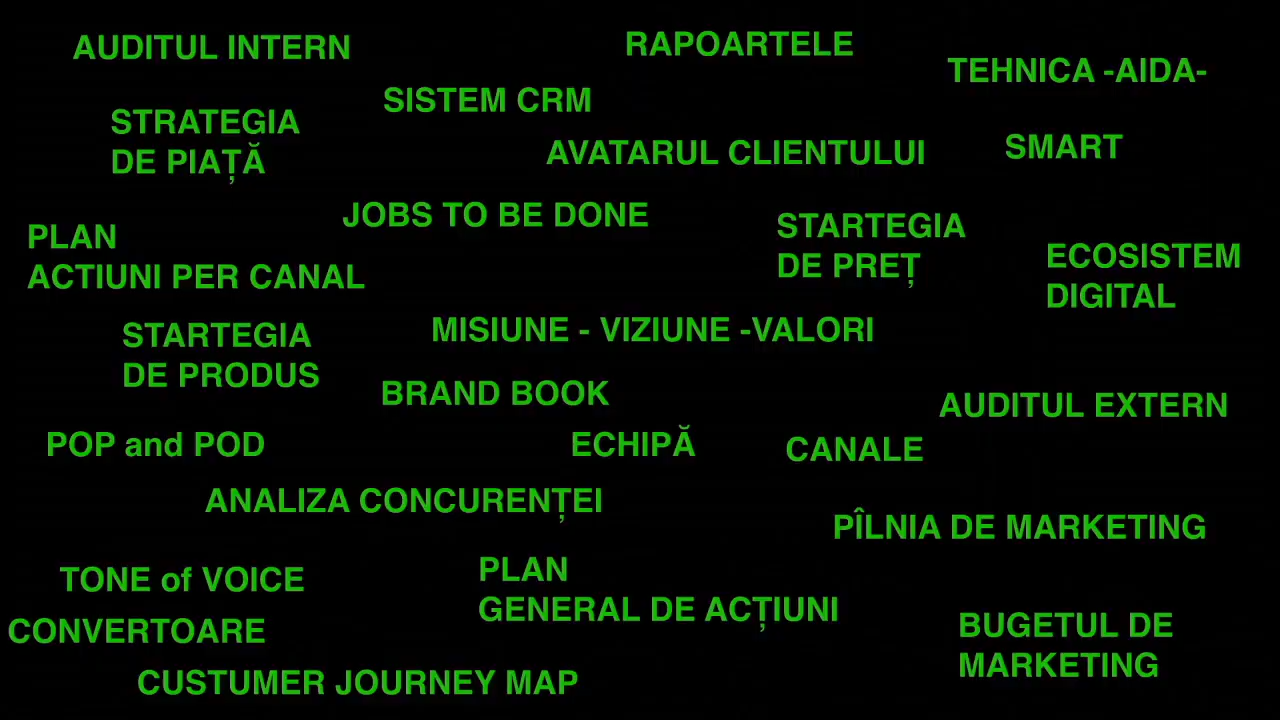 AUDITUL INTERN
RAPOARTELE
TEHNICA -AIDA-
SISTEM CRM
STRATEGIA
DE PIAȚĂ
AVATARUL CLIENTULUI
SMART
JOBS TO BE DONE
STARTEGIA
DE PREȚ
PLAN
ACTIUNI PER CANAL
ECOSISTEM
DIGITAL
STARTEGIA
DE PRODUS
MISIUNE - VIZIUNE -VALORI
BRAND BOOK
AUDITUL EXTERN
POP and POD
ECHIPĂ
CANALE
ANALIZA CONCURENȚEI
PÎLNIA DE MARKETING
TONE of VOICE
PLAN
GENERAL DE ACȚIUNI
CONVERTOARE
BUGETUL DE
MARKETING
CUSTUMER JOURNEY MAP